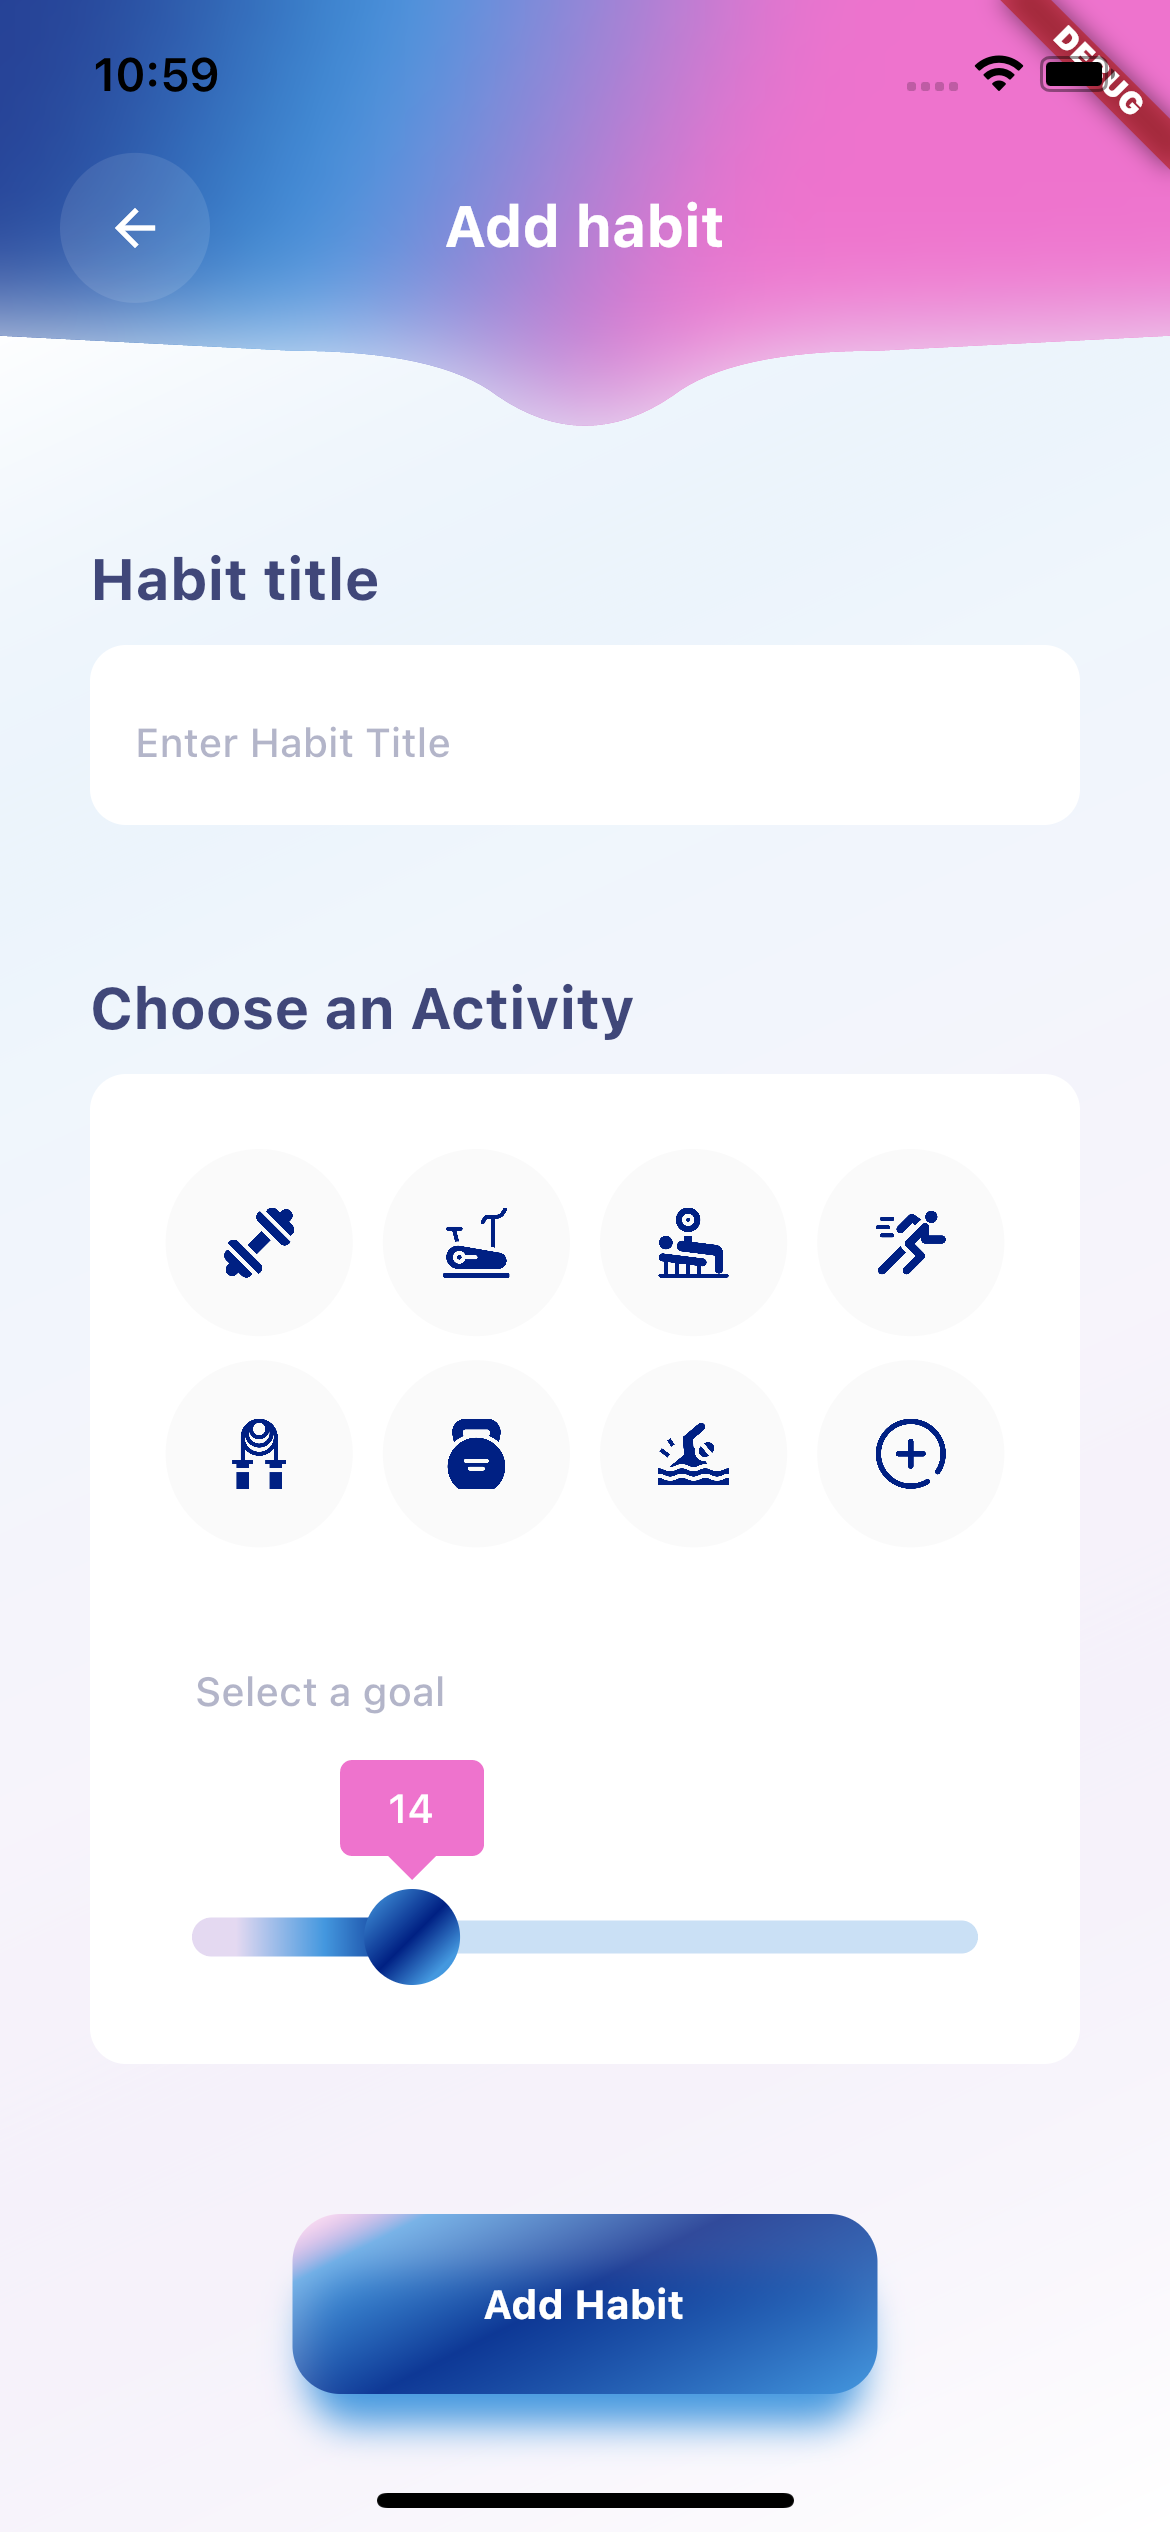 10:59
DEBUG
Add habit
Habit title
Enter Habit Title
Choose an Activity
Select a goal
14
Add Habit